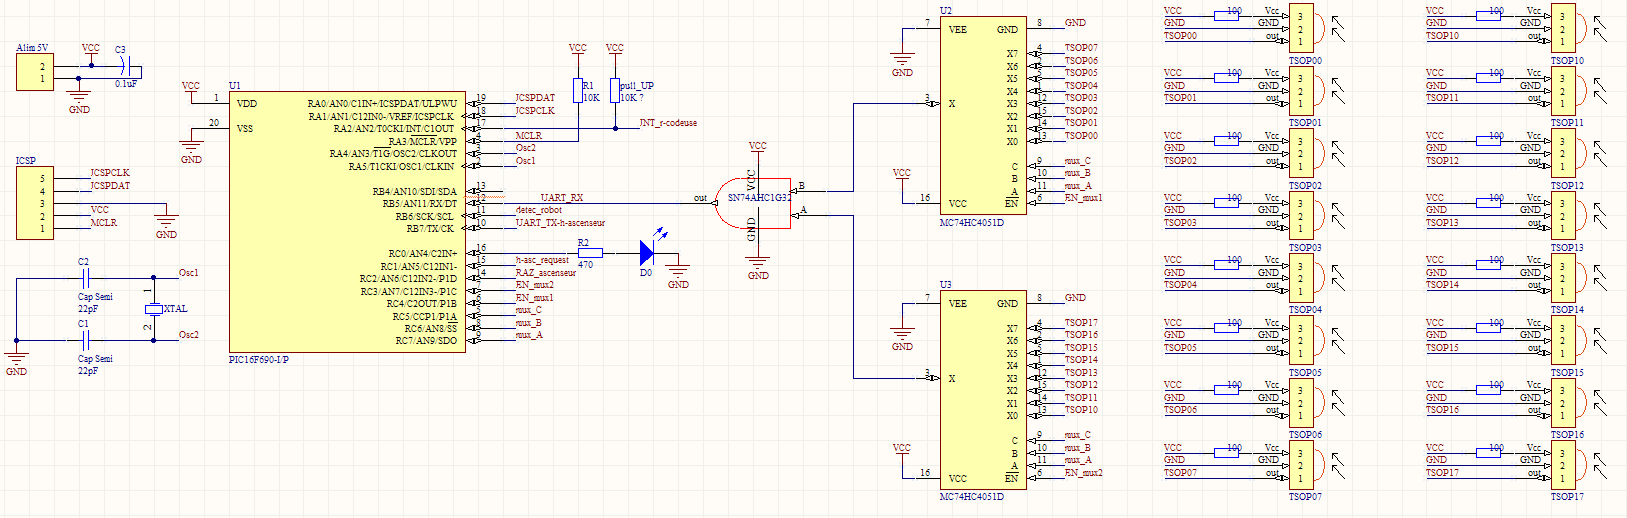 Alim 5V
2
1
VCC
C3
0.1uF
GND
ICSP
5
4
3
2
1
JCSPCLK
JCSPDAT
VCC
MCLR
GND
C2
Cap Semi
22pF
C1
Cap Semi
22pF
GND
Osc1
1
XTAL
2
Osc2
U1
VCC
1
VDD
20
VSS
GND
RA0/AN0/C1IN+/ICSPDAT/ULPWU
19
JCSPDAT
RA1/AN1/C12IN0-/VREF/ICSPCLK
18
JCSPCLK
RA2/AN2/T0CKI/INT/C1OUT
17
JNT_r-codeuse
RA3/MCLR/VPP
4
MCLR
RA4/AN3/T1G/OSC2/CLKOUT
3
Osc2
RA5/T1CKI/OSC1/CLKIN
2
Osc1
RB4/AN10/SDI/SDA
13
RB5/AN11/RX/DT
12
UART_RX
RB6/SCK/SCL
11
detec_robot
RB7/TX/CK
10
UART_TX-h-ascenseur
RC0/AN4/C2IN+
16
RC1/AN5/C12IN1-
15
h-asc_request
RC2/AN6/C12IN2-/P1D
14
RAZ_ascenseur
RC3/AN7/C12IN3-/P1C
7
EN_mux2
RC4/C2OUT/P1B
6
EN_mux1
RC5/CCP1/P1A
5
mux_C
RC6/AN8/SS
8
mux_B
RC7/AN9/SDO
9
mux_A
PIC16F690-I/P
VCC
R1
10K
VCC
pull_UP
10K ?
R2
470
D0
GND
VCC
out
VCC
SN74AHC1G32
GND
B
A
GND
U2
7
VEE
GND
8
GND
GND
X7
4
TSOP07
X6
2
TSOP06
X5
5
TSOP05
X4
1
TSOP04
3
X
X3
12
TSOP03
X2
15
TSOP02
X1
14
TSOP01
X0
13
TSOP00
C
9
mux_C
B
10
mux_B
A
11
mux_A
VCC
16
VCC
EN
6
EN_mux1
MC74HC4051D
U3
7
VEE
GND
8
GND
GND
X7
4
TSOP17
X6
2
TSOP16
X5
5
TSOP15
X4
1
TSOP14
3
X
X3
12
TSOP13
X2
15
TSOP12
X1
14
TSOP11
X0
13
TSOP10
C
9
mux_C
B
10
mux_B
A
11
mux_A
VCC
16
VCC
EN
6
EN_mux2
MC74HC4051D
VCC 100 Vcc 3
GND GND 2
TSOP00 out 1
TSOP00
VCC 100 Vcc 3
GND GND 2
TSOP01 out 1
TSOP01
VCC 100 Vcc 3
GND GND 2
TSOP02 out 1
TSOP02
VCC 100 Vcc 3
GND GND 2
TSOP03 out 1
TSOP03
VCC 100 Vcc 3
GND GND 2
TSOP04 out 1
TSOP04
VCC 100 Vcc 3
GND GND 2
TSOP05 out 1
TSOP05
VCC 100 Vcc 3
GND GND 2
TSOP06 out 1
TSOP06
VCC 100 Vcc 3
GND GND 2
TSOP07 out 1
TSOP07
VCC 100 Vcc 3
GND GND 2
TSOP10 out 1
TSOP10
VCC 100 Vcc 3
GND GND 2
TSOP11 out 1
TSOP11
VCC 100 Vcc 3
GND GND 2
TSOP12 out 1
TSOP12
VCC 100 Vcc 3
GND GND 2
TSOP13 out 1
TSOP13
VCC 100 Vcc 3
GND GND 2
TSOP14 out 1
TSOP14
VCC 100 Vcc 3
GND GND 2
TSOP15 out 1
TSOP15
VCC 100 Vcc 3
GND GND 2
TSOP16 out 1
TSOP16
VCC 100 Vcc 3
GND GND 2
TSOP17 out 1
TSOP17